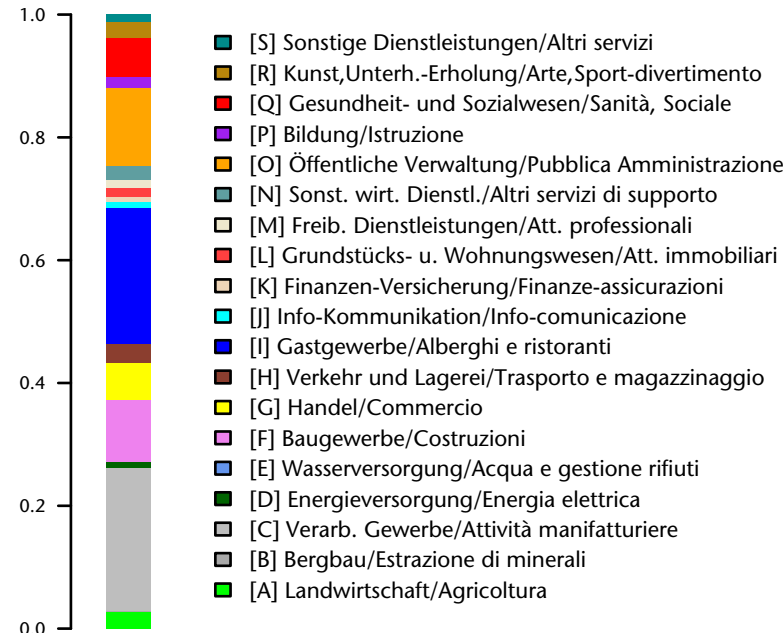 1.0
0.8
0.6
0.4
0.2
0.0
[S] Sonstige Dienstleistungen/Altri servizi
[R] Kunst,Unterh.-Erholung/Arte,Sport-divertimento
[Q] Gesundheit- und Sozialwesen/Sanità, Sociale
[P] Bildung/Istruzione
[O] Öffentliche Verwaltung/Pubblica Amministrazione
[N] Sonst. wirt. Dienstl./Altri servizi di supporto
[M] Freib. Dienstleistungen/Att. professionali
[L] Grundstücks- u. Wohnungswesen/Att. immobiliari
[K] Finanzen-Versicherung/Finanze-assicurazioni
[J] Info-Kommunikation/Info-comunicazione
[I] Gastgewerbe/Alberghi e ristoranti
[H] Verkehr und Lagerei/Trasporto e magazzinaggio
[G] Handel/Commercio
[F] Baugewerbe/Costruzioni
[E] Wasserversorgung/Acqua e gestione rifiuti
[D] Energieversorgung/Energia elettrica
[C] Verarb. Gewerbe/Attività manifatturiere
[B] Bergbau/Estrazione di minerali
[A] Landwirtschaft/Agricoltura